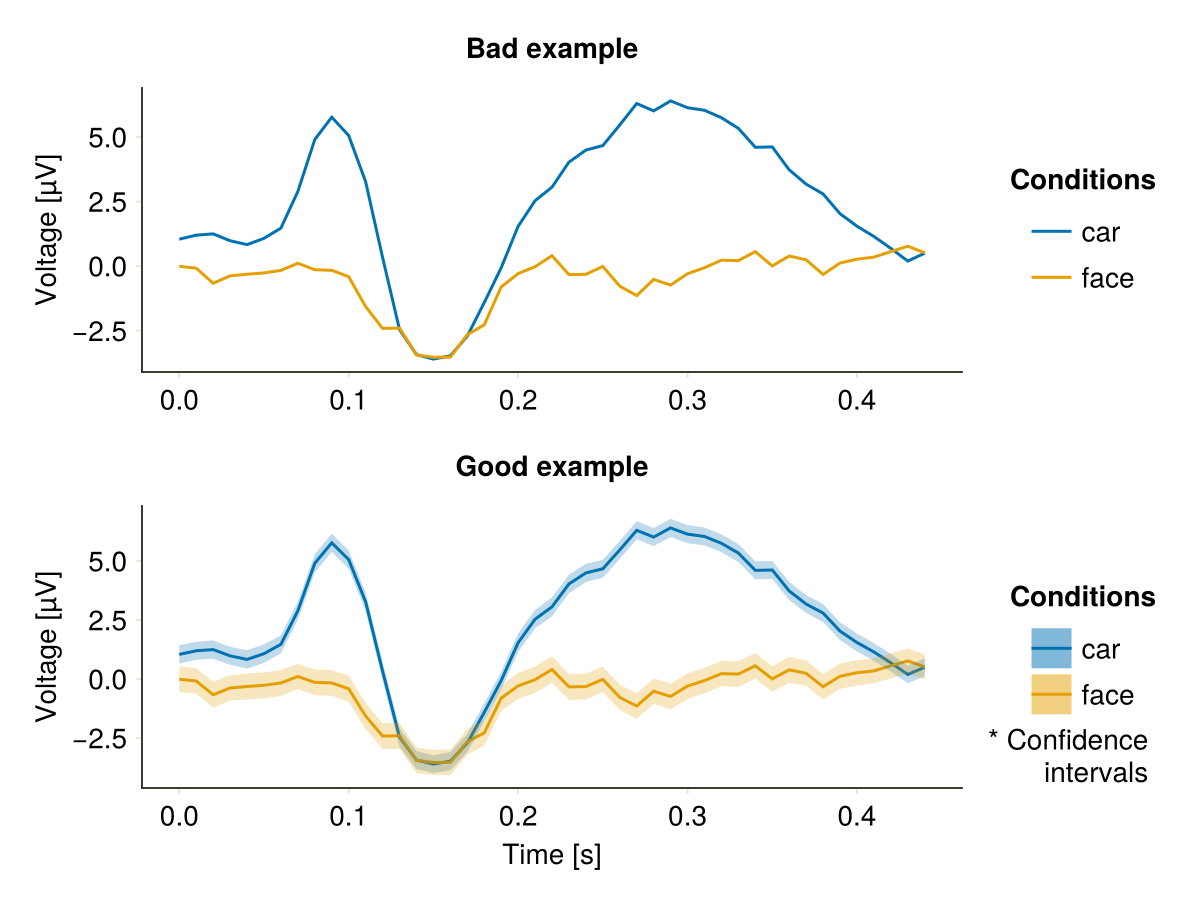 Bad example
Voltage [µV]
5.0
2.5
0.0
−2.5
0.0
0.1
0.2
0.3
0.4
Conditions
car
face
Good example
Voltage [µV]
5.0
2.5
0.0
−2.5
0.0
0.1
0.2
0.3
0.4
Time [s]
Conditions
car
face
* Confidence
intervals